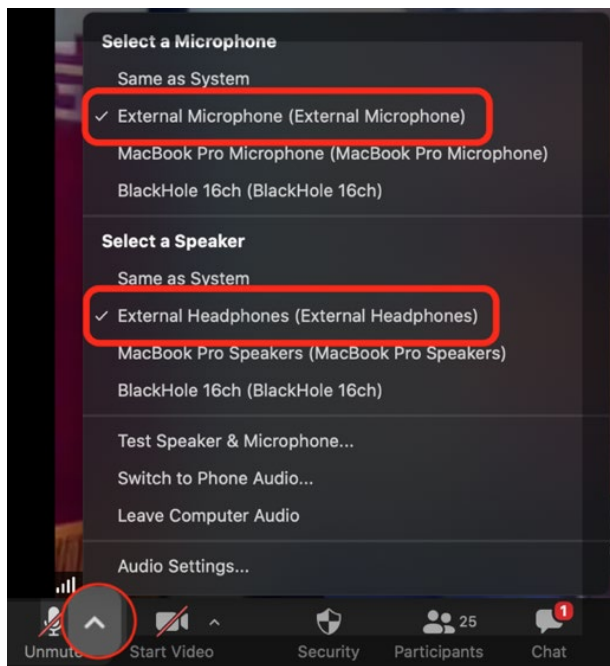 Select a Microphone
Same as System
✓ External Microphone (External Microphone)
MacBook Pro Microphone (MacBook Pro Microphone)
BlackHole 16ch (BlackHole 16ch)
Select a Speaker
Same as System
✓ External Headphones (External Headphones)
MacBook Pro Speakers (MacBook Pro Speakers)
BlackHole 16ch (BlackHole 16ch)
Test Speaker & Microphone...
Switch to Phone Audio...
Leave Computer Audio
Audio Settings...
25
1
Unmute
Start Video
Security
Participants
Chat